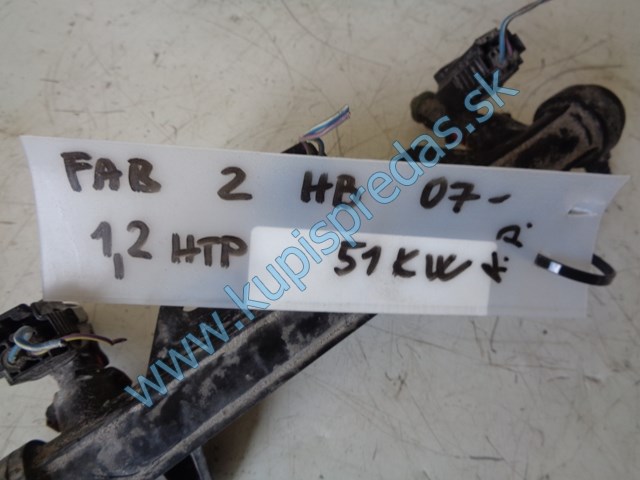 FAB 2 HB 07-
1,2 HTP 51 KW
www.kupispredas.sk